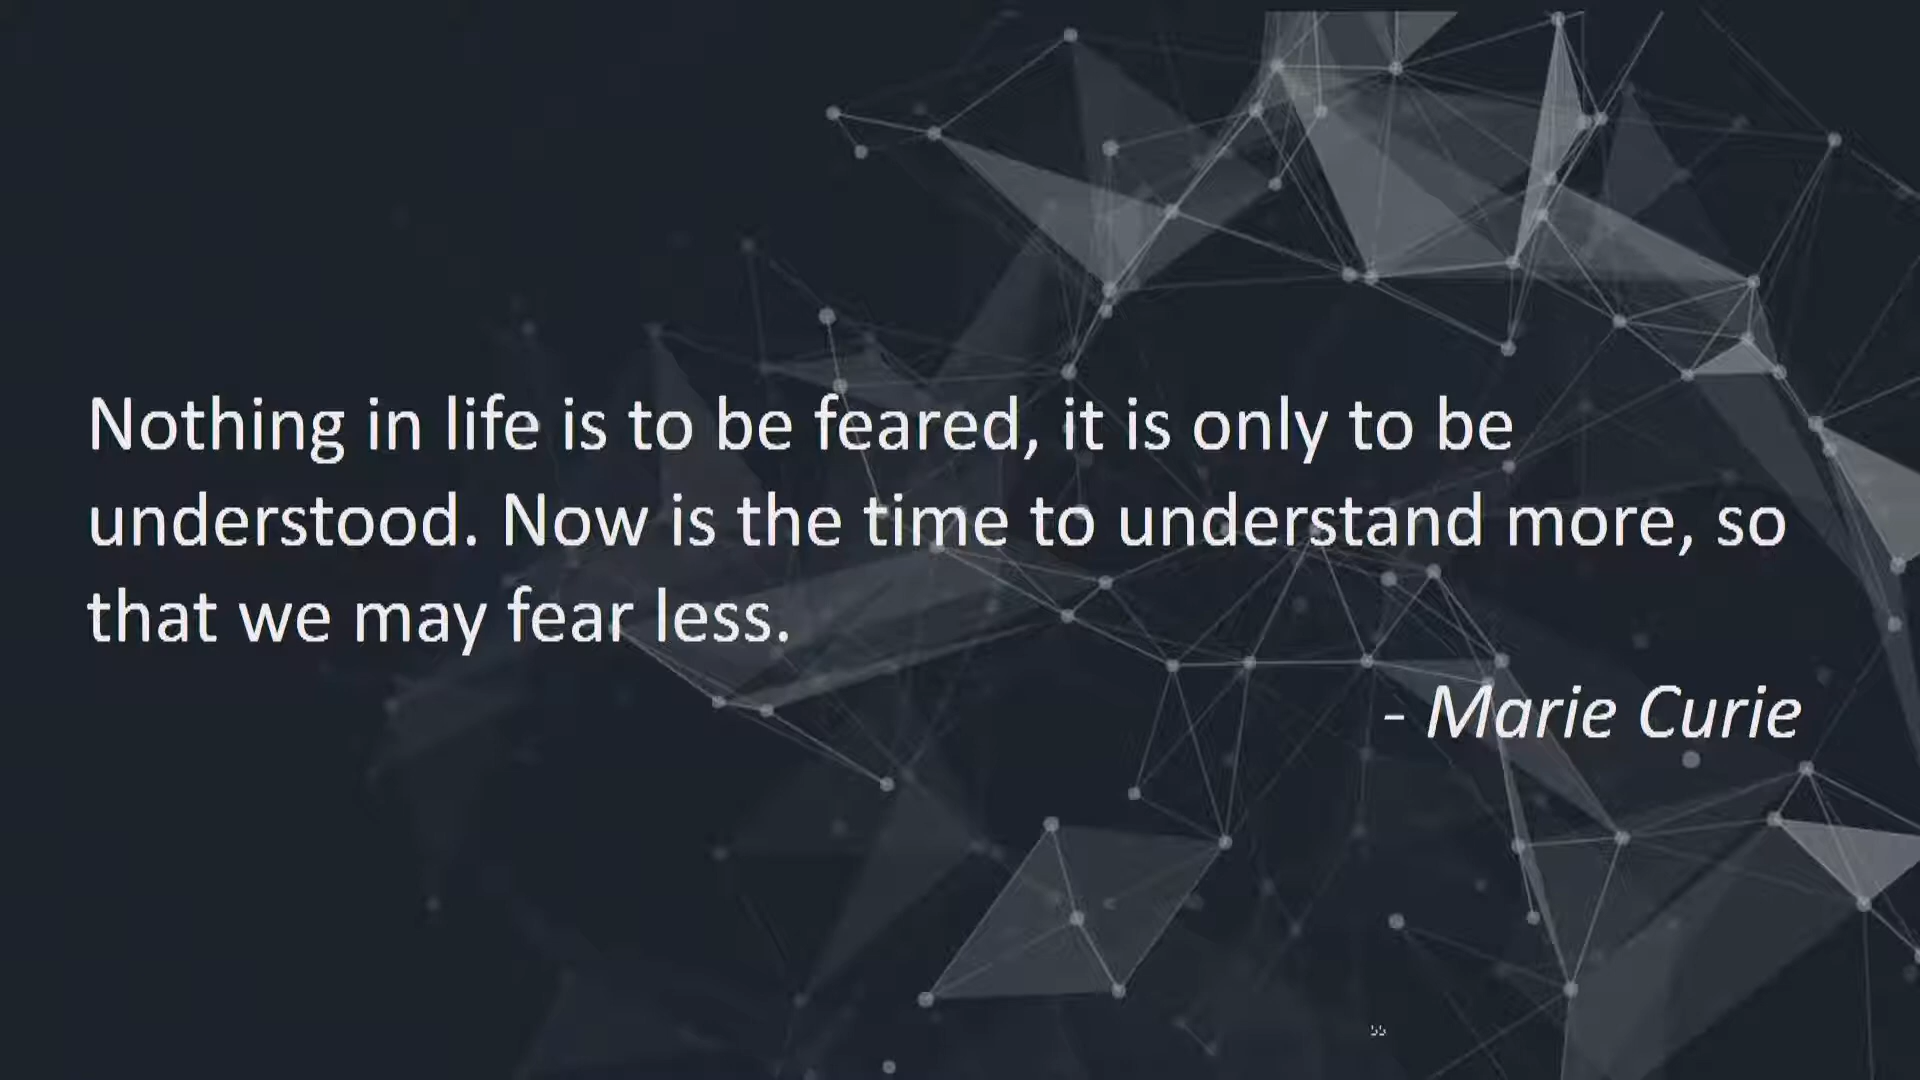 Nothing in life is to be feared, it is only to be
understood. Now is the time to understand more, so
that we may fear less.
- Marie Curie